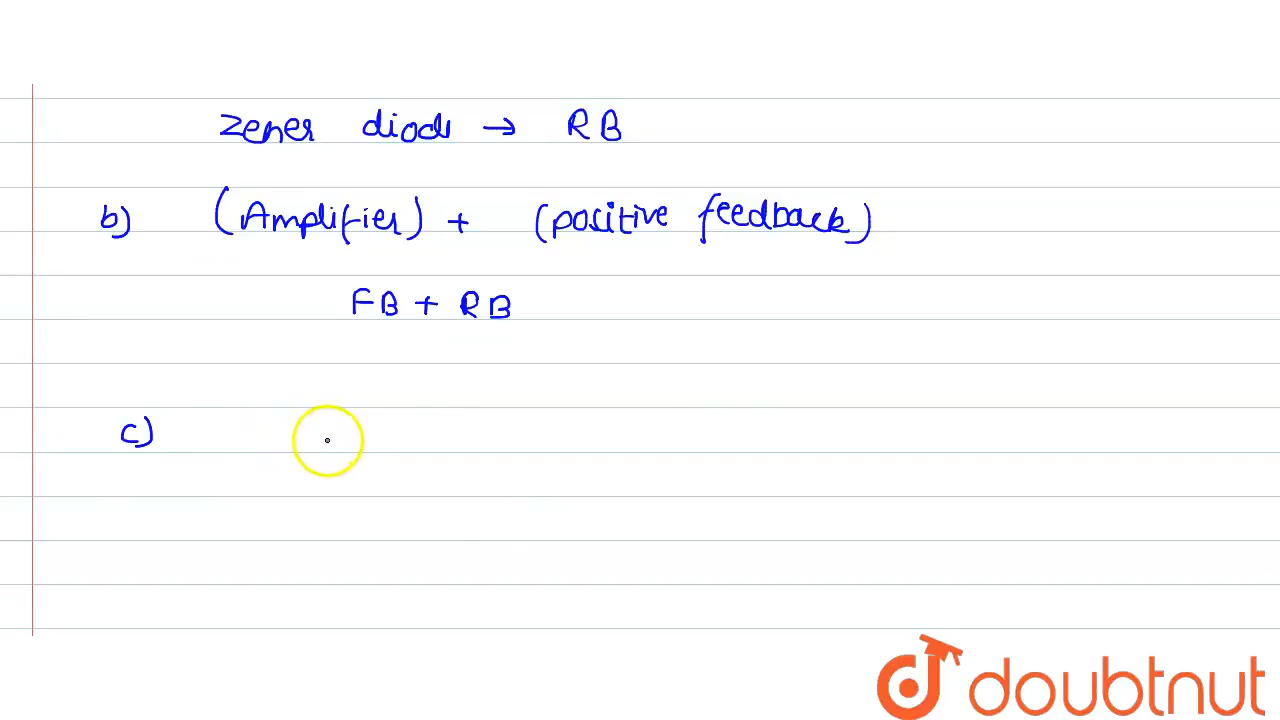 Zener diode → RB
b) (Amplifier) + (positive feedback)
FB + RB
c)
doubtnut